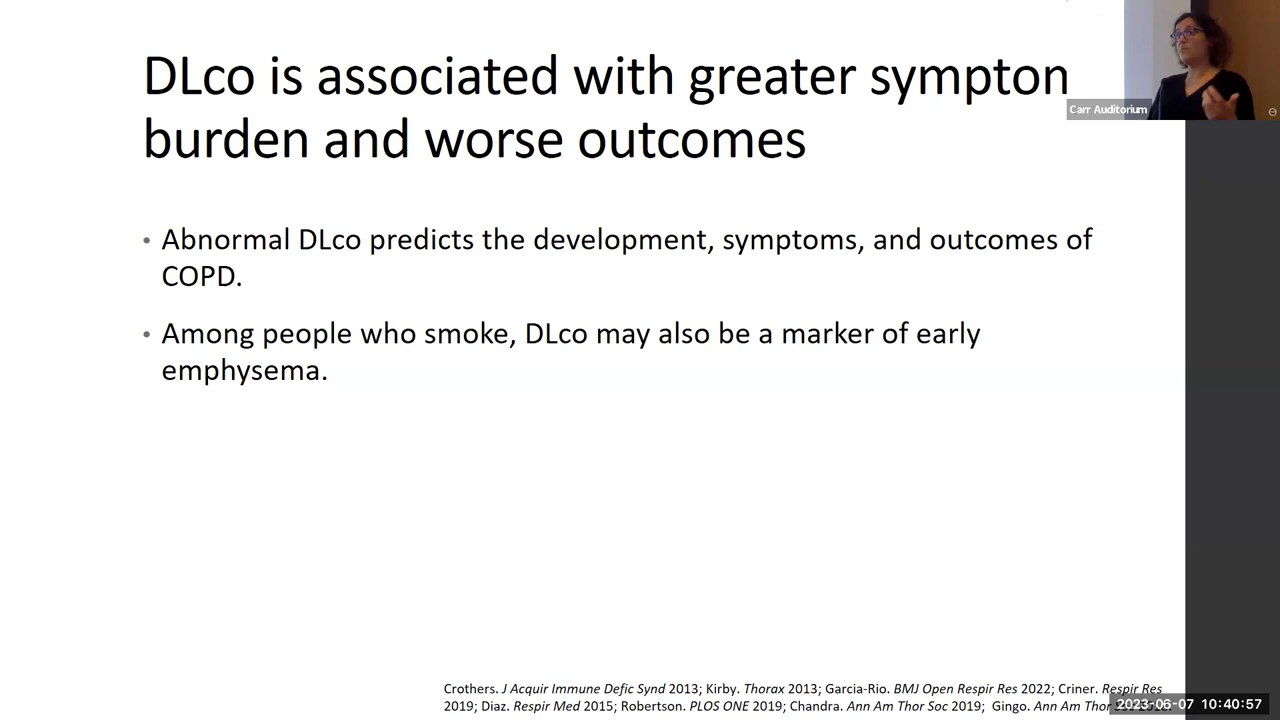 DLco is associated with greater sympton
burden and worse outcomes
Carr Auditorium
• Abnormal DLco predicts the development, symptoms, and outcomes of
COPD.
• Among people who smoke, DLco may also be a marker of early
emphysema.
Crothers. J Acquir Immune Defic Synd 2013; Kirby. Thorax 2013; Garcia-Rio. BMJ Open Respir Res 2022; Criner. Respir Res
2019; Diaz. Respir Med 2015; Robertson. PLOS ONE 2019; Chandra. Ann Am Thor Soc 2019; Gingo. Ann Am Thor
2023-06-07 10:40:57